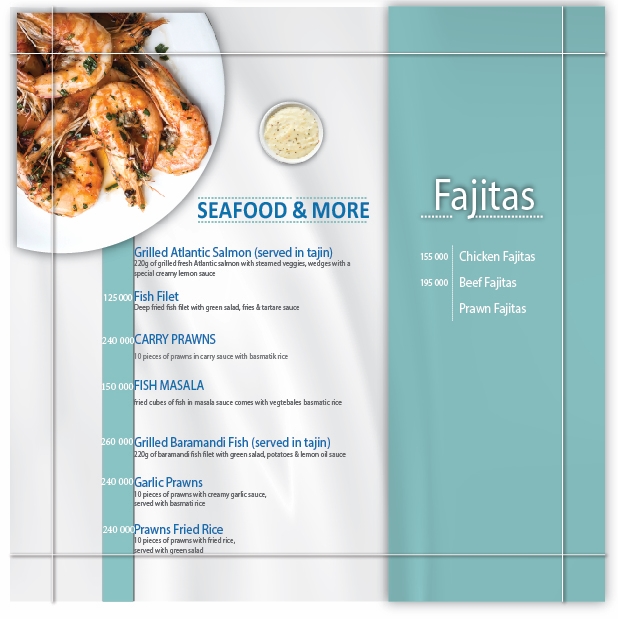 SEAFOOD & MORE
Grilled Atlantic Salmon (served in tajin)
220g of grilled fresh Atlantic salmon with steamed veggies, wedges with a
special creamy lemon sauce
125000 Fish Filet
Deep fried fish filet with green salad, fries & tartare sauce
240 000 CARRY PRAWNS
10 pieces of prawns in carry sauce with basmatik rice
150 000 FISH MASALA
fried cubes of fish in masala sauce comes with vegtebales basmatic rice
260 000 Grilled Baramandi Fish (served in tajin)
220g of baramandi fish filet with green salad, potatoes & lemon oil sauce
240 000 Garlic Prawns
10 pieces of prawns with creamy garlic sauce,
served with basmati rice
240 000 Prawns Fried Rice
10 pieces of prawns with fried rice,
served with green salad
Fajitas
155 000 Chicken Fajitas
195 000 Beef Fajitas
Prawn Fajitas